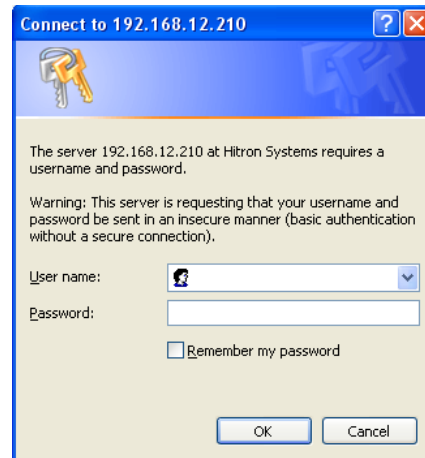 Connect to 192.168.12.210
The server 192.168.12.210 at Hitron Systems requires a
username and password.
Warning: This server is requesting that your username and
password be sent in an insecure manner (basic authentication
without a secure connection).
User name:
Password:
Remember my password
OK Cancel